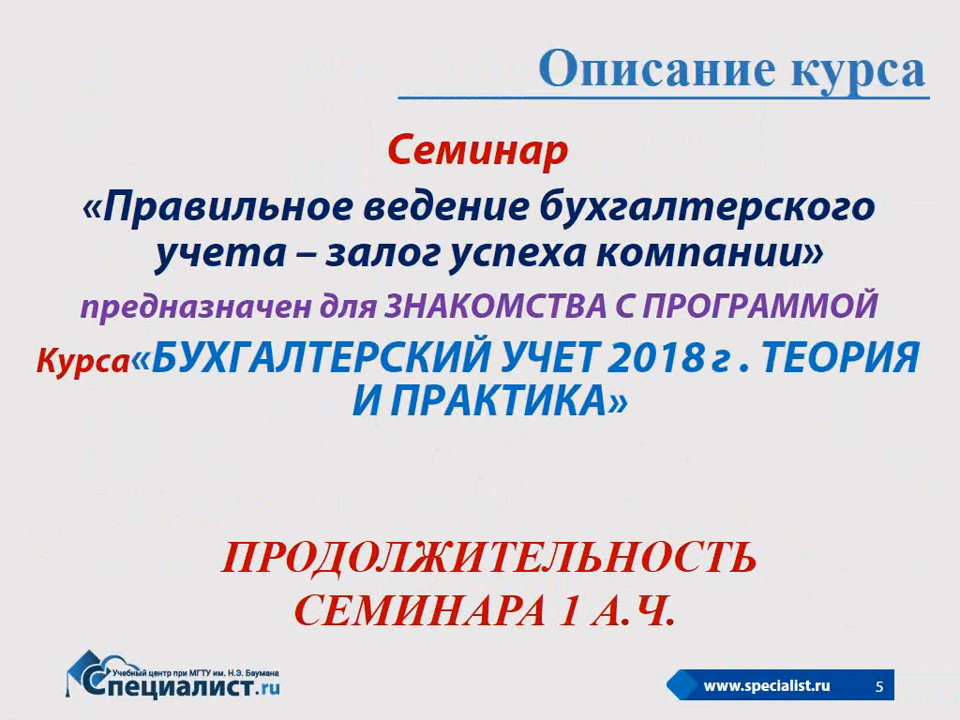 Описание курса
Семинар
«Правильное ведение бухгалтерского
учета – залог успеха компании»
предназначен для ЗНАКОМСТВА С ПРОГРАММОЙ
Курса«БУХГАЛТЕРСКИЙ УЧЕТ 2018 г . ТЕОРИЯ
И ПРАКТИКА»
ПРОДОЛЖИТЕЛЬНОСТЬ
СЕМИНАРА 1 А.Ч.
Учебный центр при МГТУ им. Н.Э. Баумана
Специалист.ru
www.specialist.ru 5